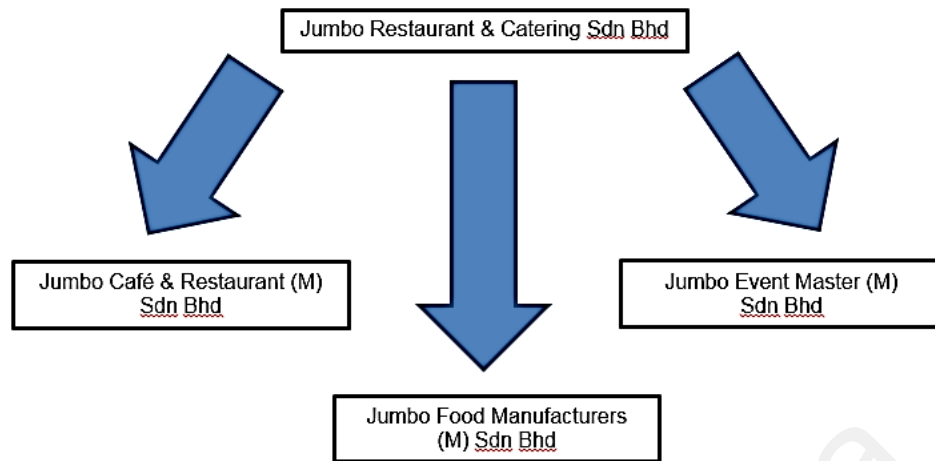 Jumbo Restaurant & Catering Sdn Bhd
Jumbo Café & Restaurant (M)
Sdn Bhd
Jumbo Event Master (M)
Sdn Bhd
Jumbo Food Manufacturers
(M) Sdn Bhd